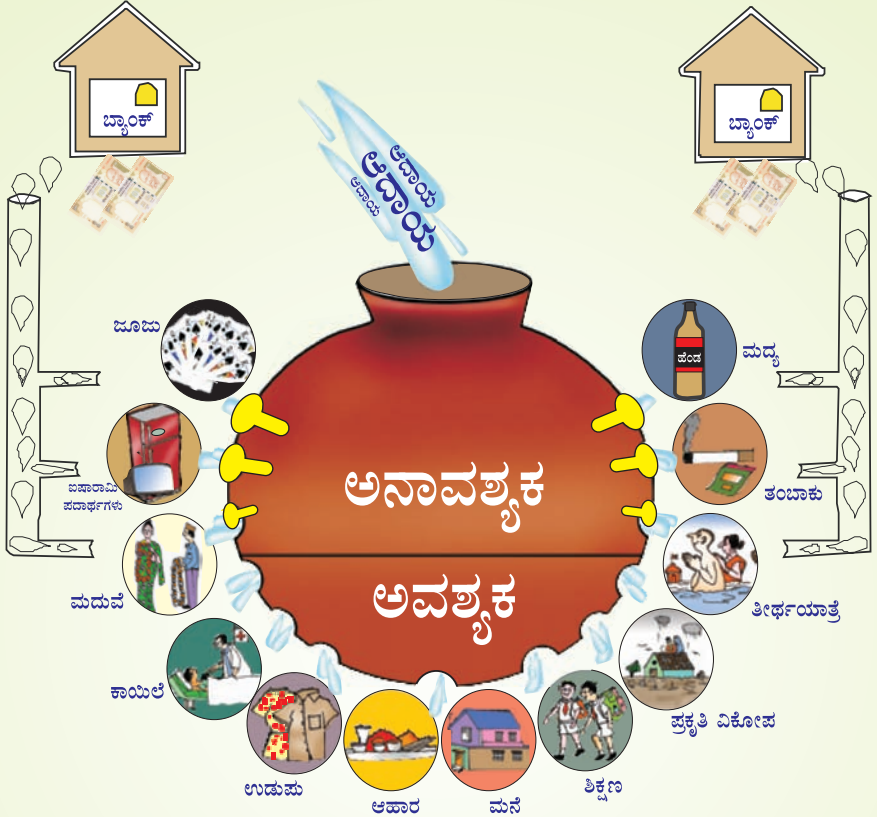 ಬ್ಯಾಂಕ್
ಬ್ಯಾಂಕ್
ಆದಾಯ
ಆದಾಯ
ಆದಾಯ
ಜೂಜು
ಹೆಂಡ
ಮದ್ಯ
ಐಷಾರಾಮಿ
ಪದಾರ್ಥಗಳು
ತಂಬಾಕು
ಅನಾವಶ್ಯಕ
ಅವಶ್ಯಕ
ಮದುವೆ
ತೀರ್ಥಯಾತ್ರೆ
ಕಾಯಿಲೆ
ಪ್ರಕೃತಿ ವಿಕೋಪ
ಉಡುಪು
ಆಹಾರ
ಮನೆ
ಶಿಕ್ಷಣ